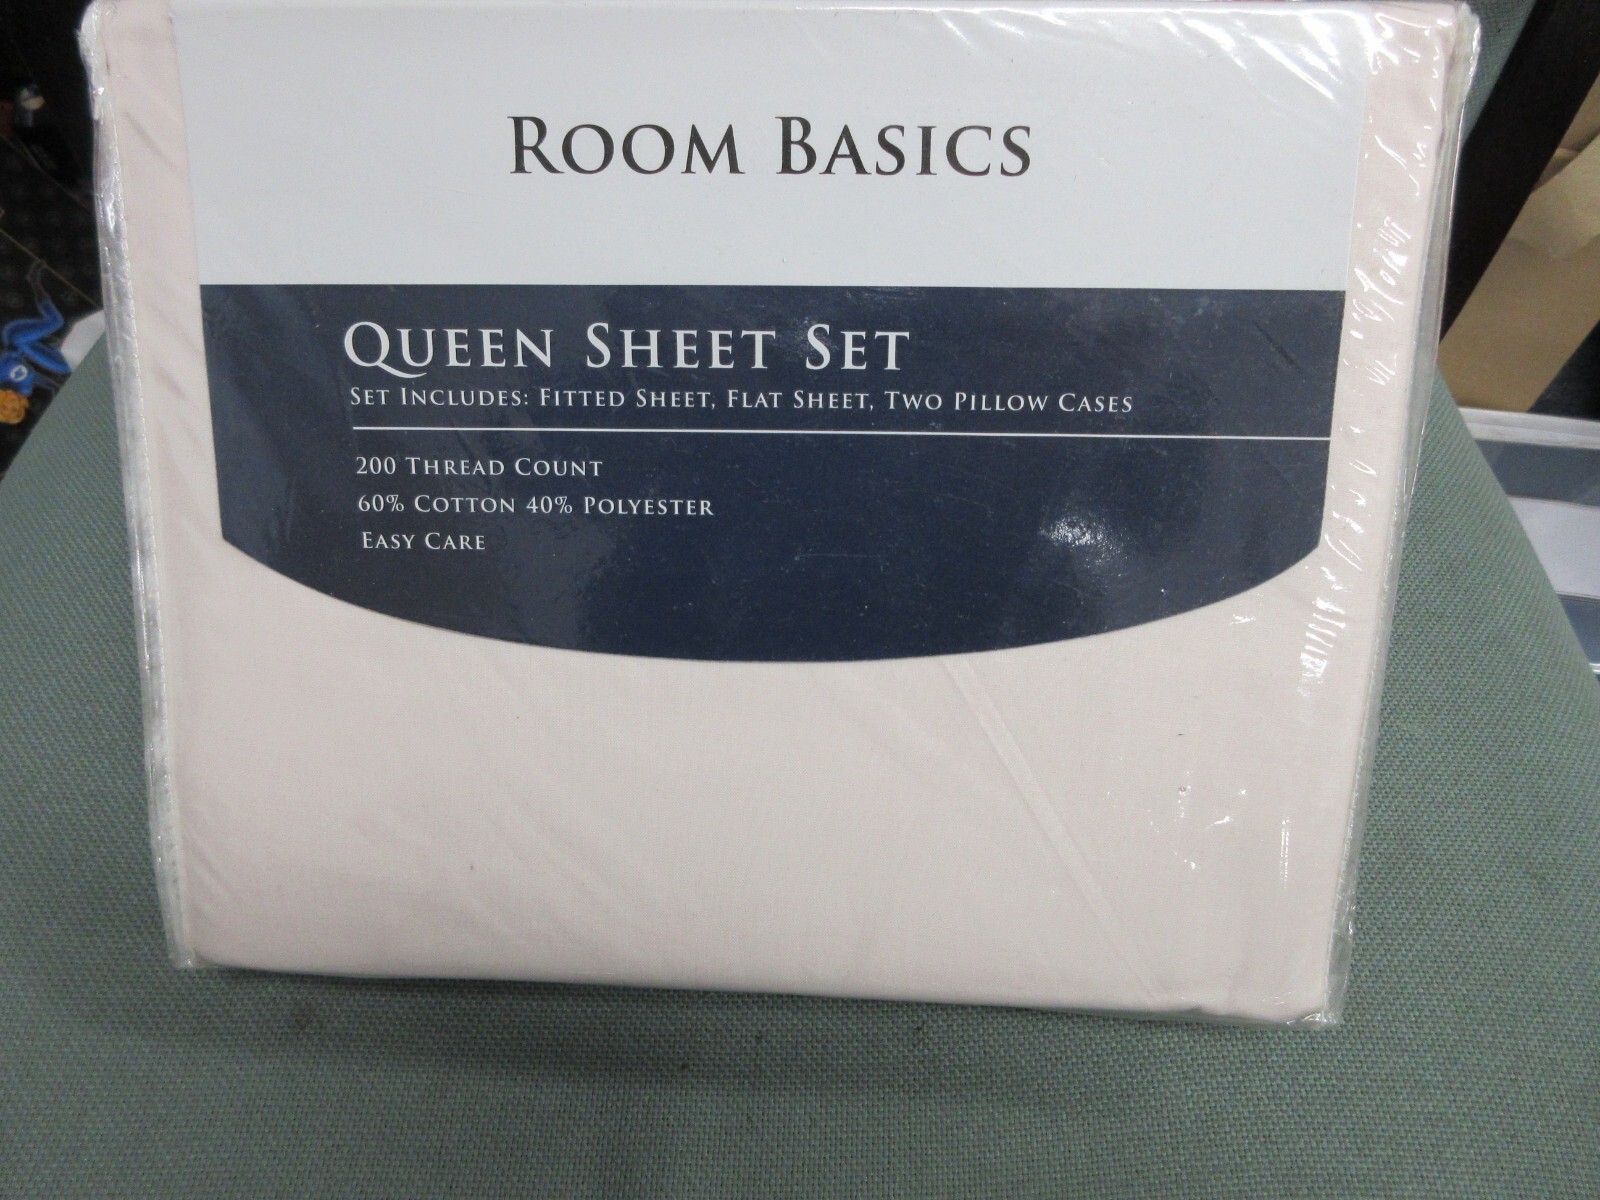 ROOM BASICS
QUEEN SHEET SET
SET INCLUDES: FITTED SHEET, FLAT SHEET, TWO PILLOW CASES
200 THREAD COUNT
60% COTTON 40% POLYESTER
EASY CARE